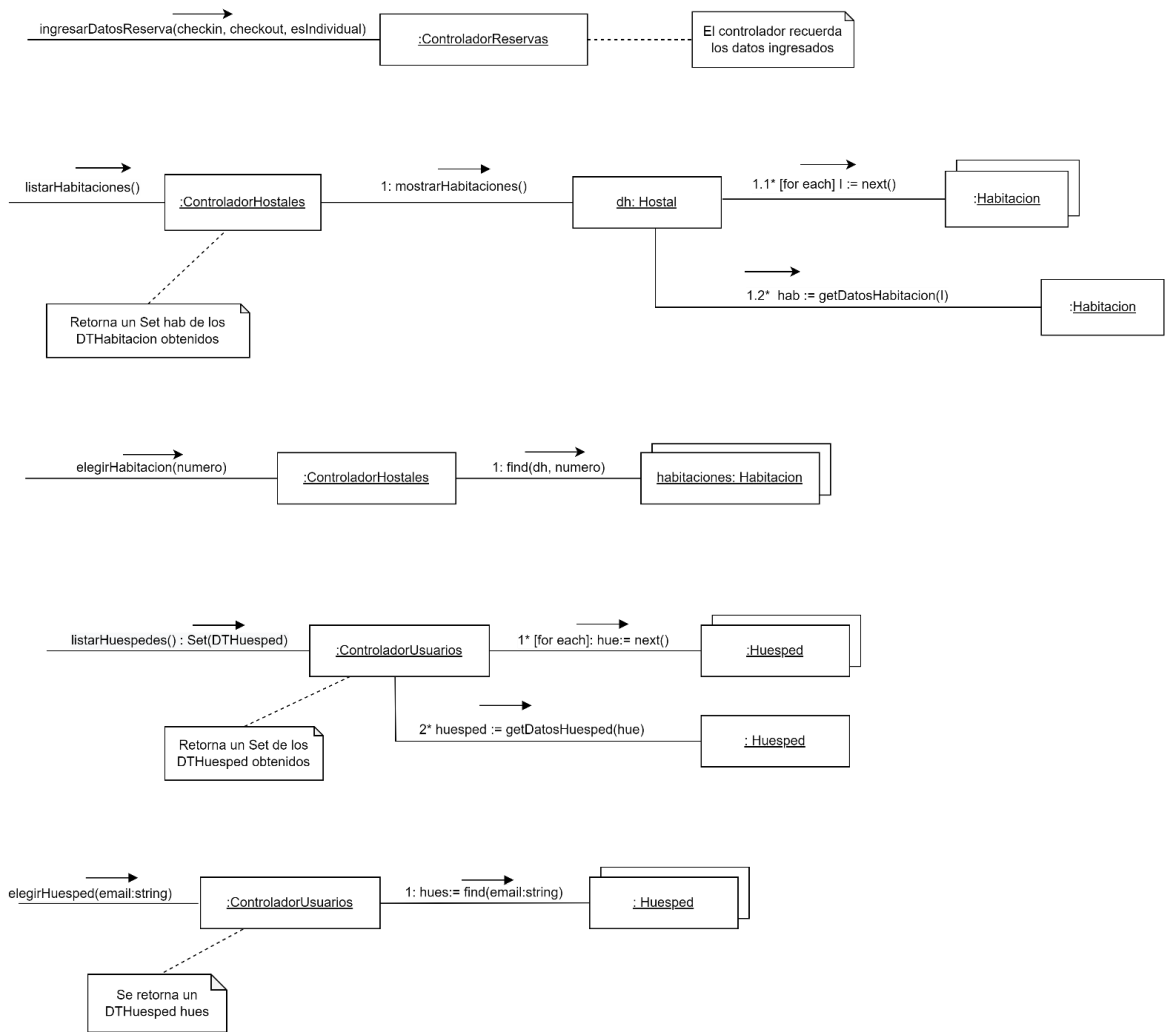 ingresarDatosReserva(checkin, checkout, esIndividual)
:ControladorReservas
El controlador recuerda
los datos ingresados
listarHabitaciones()
:ControladorHostales
1: mostrarHabitaciones()
dh: Hostal
1.1* [for each] I := next()
:Habitacion
1.2* hab := getDatosHabitacion(I)
:Habitacion
Retorna un Set hab de los
DTHabitacion obtenidos
elegirHabitacion(numero)
:ControladorHostales
1: find(dh, numero)
habitaciones: Habitacion
listarHuespedes() : Set(DTHuesped)
:ControladorUsuarios
1* [for each]: hue:= next()
:Huesped
2* huesped := getDatosHuesped(hue)
: Huesped
Retorna un Set de los
DTHuesped obtenidos
elegirHuesped(email:string)
:ControladorUsuarios
1: hues:= find(email:string)
: Huesped
Se retorna un
DTHuesped hues